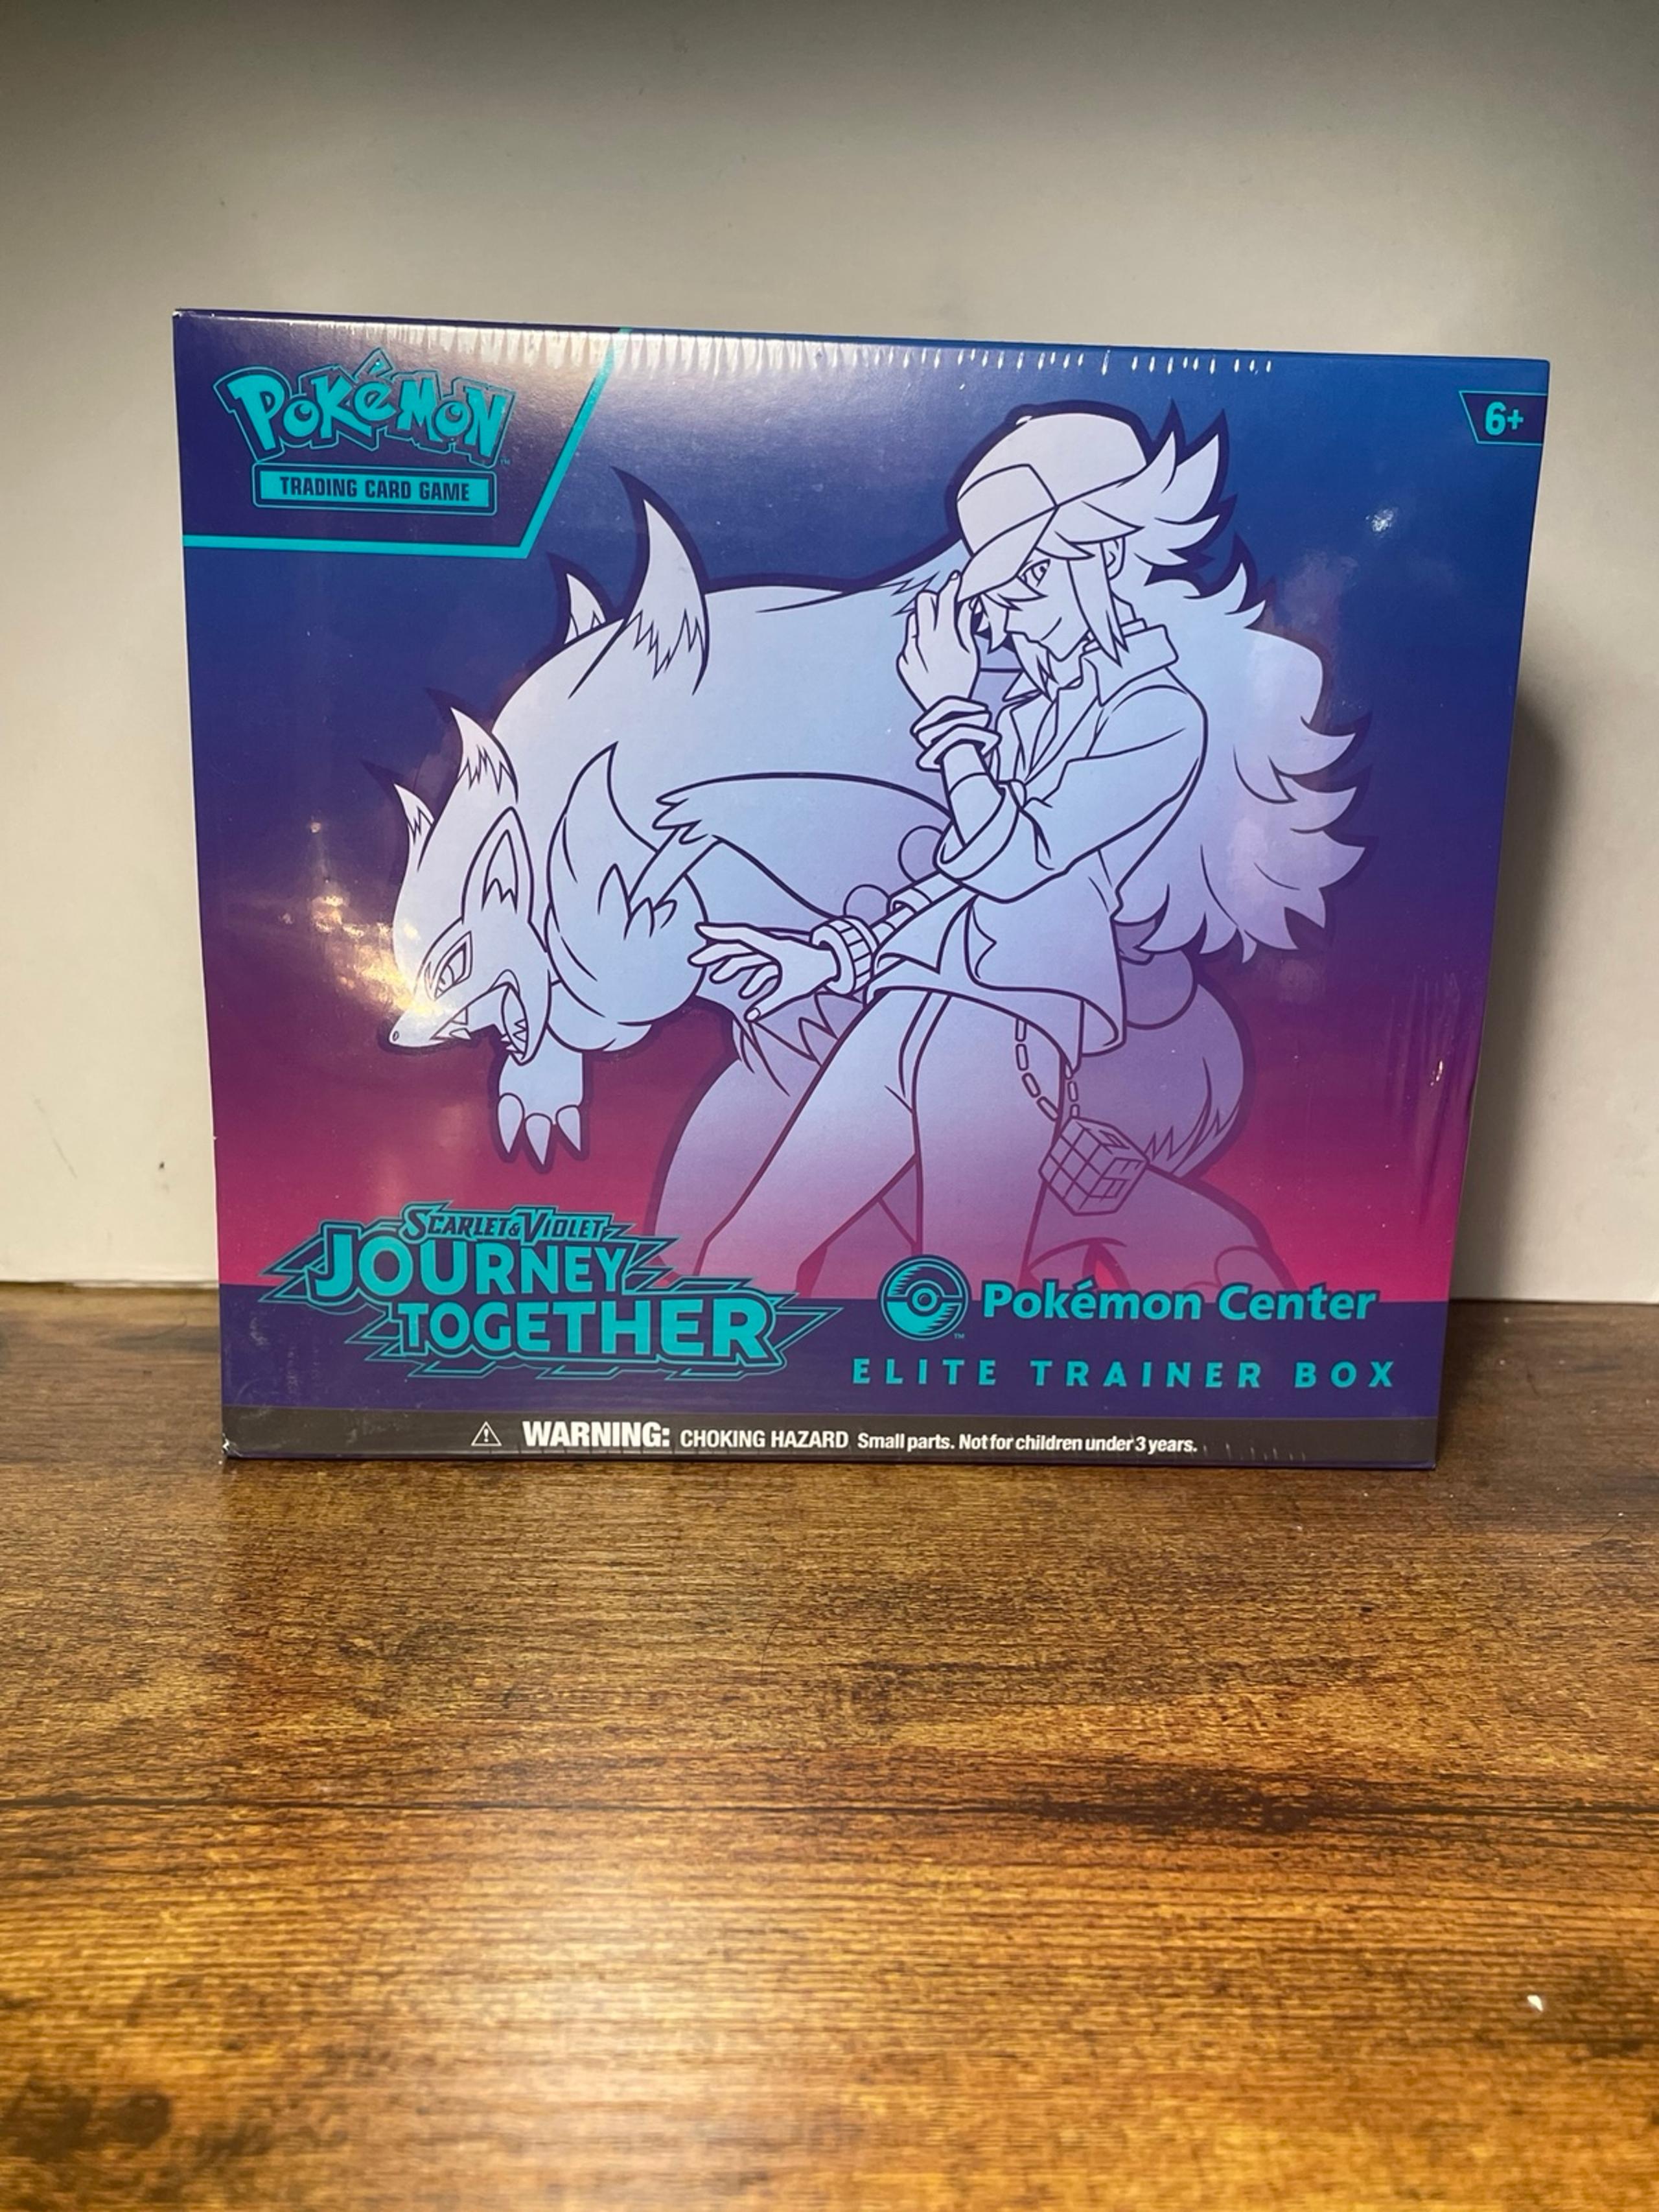 POKéMON
TRADING CARD GAME
6+
SCARLET & VIOLET
JOURNEY
TOGETHER
Pokémon Center
ELITE TRAINER BOX
WARNING: CHOKING HAZARD Small parts. Not for children under 3 years.